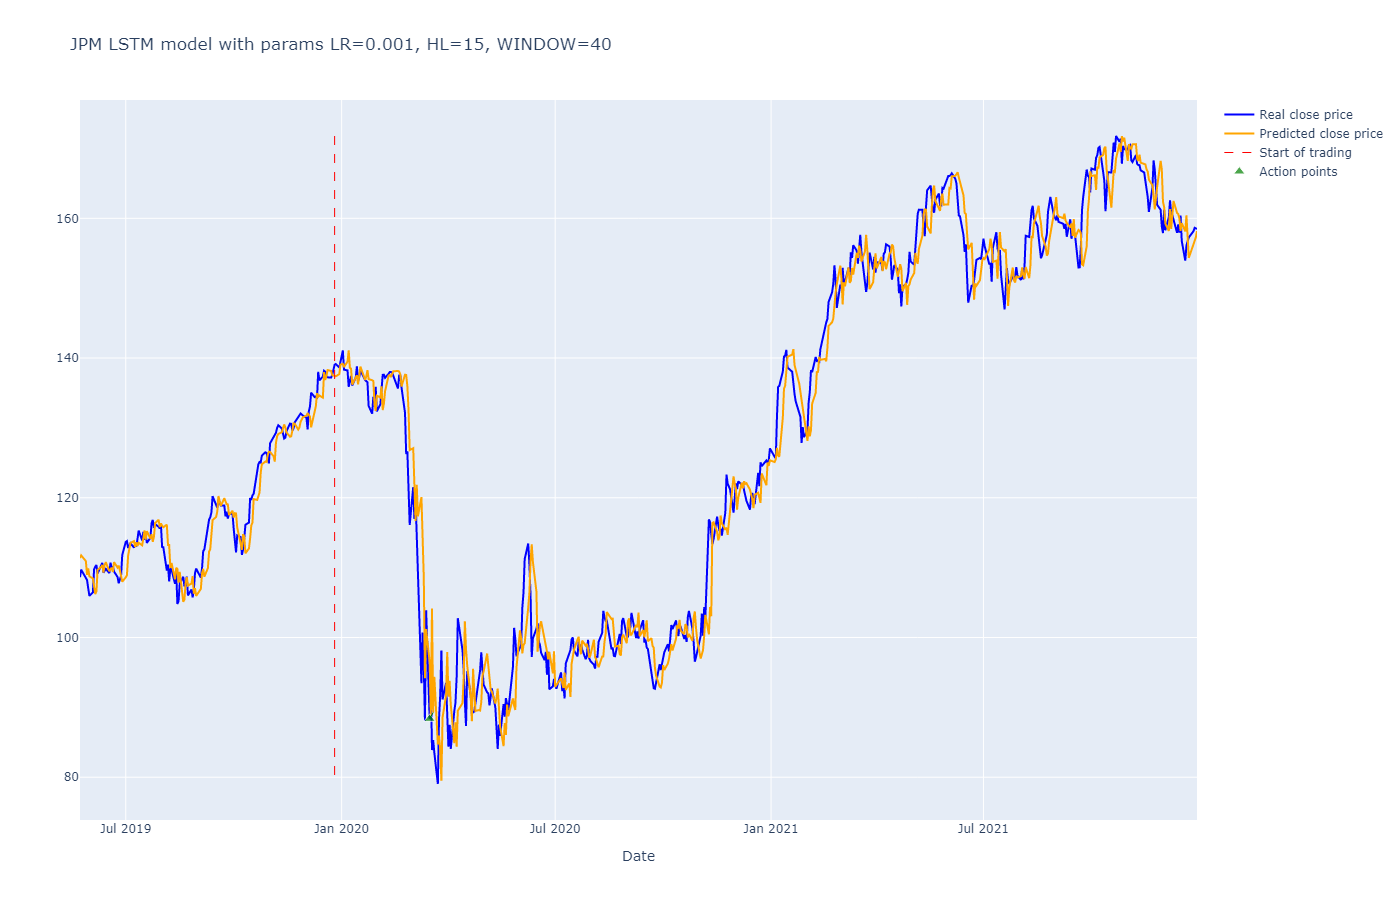 JPM LSTM model with params LR=0.001, HL=15, WINDOW=40
Real close price
Predicted close price
Start of trading
Action points
160
140
120
100
80
Jul 2019
Jan 2020
Jul 2020
Jan 2021
Jul 2021
Date